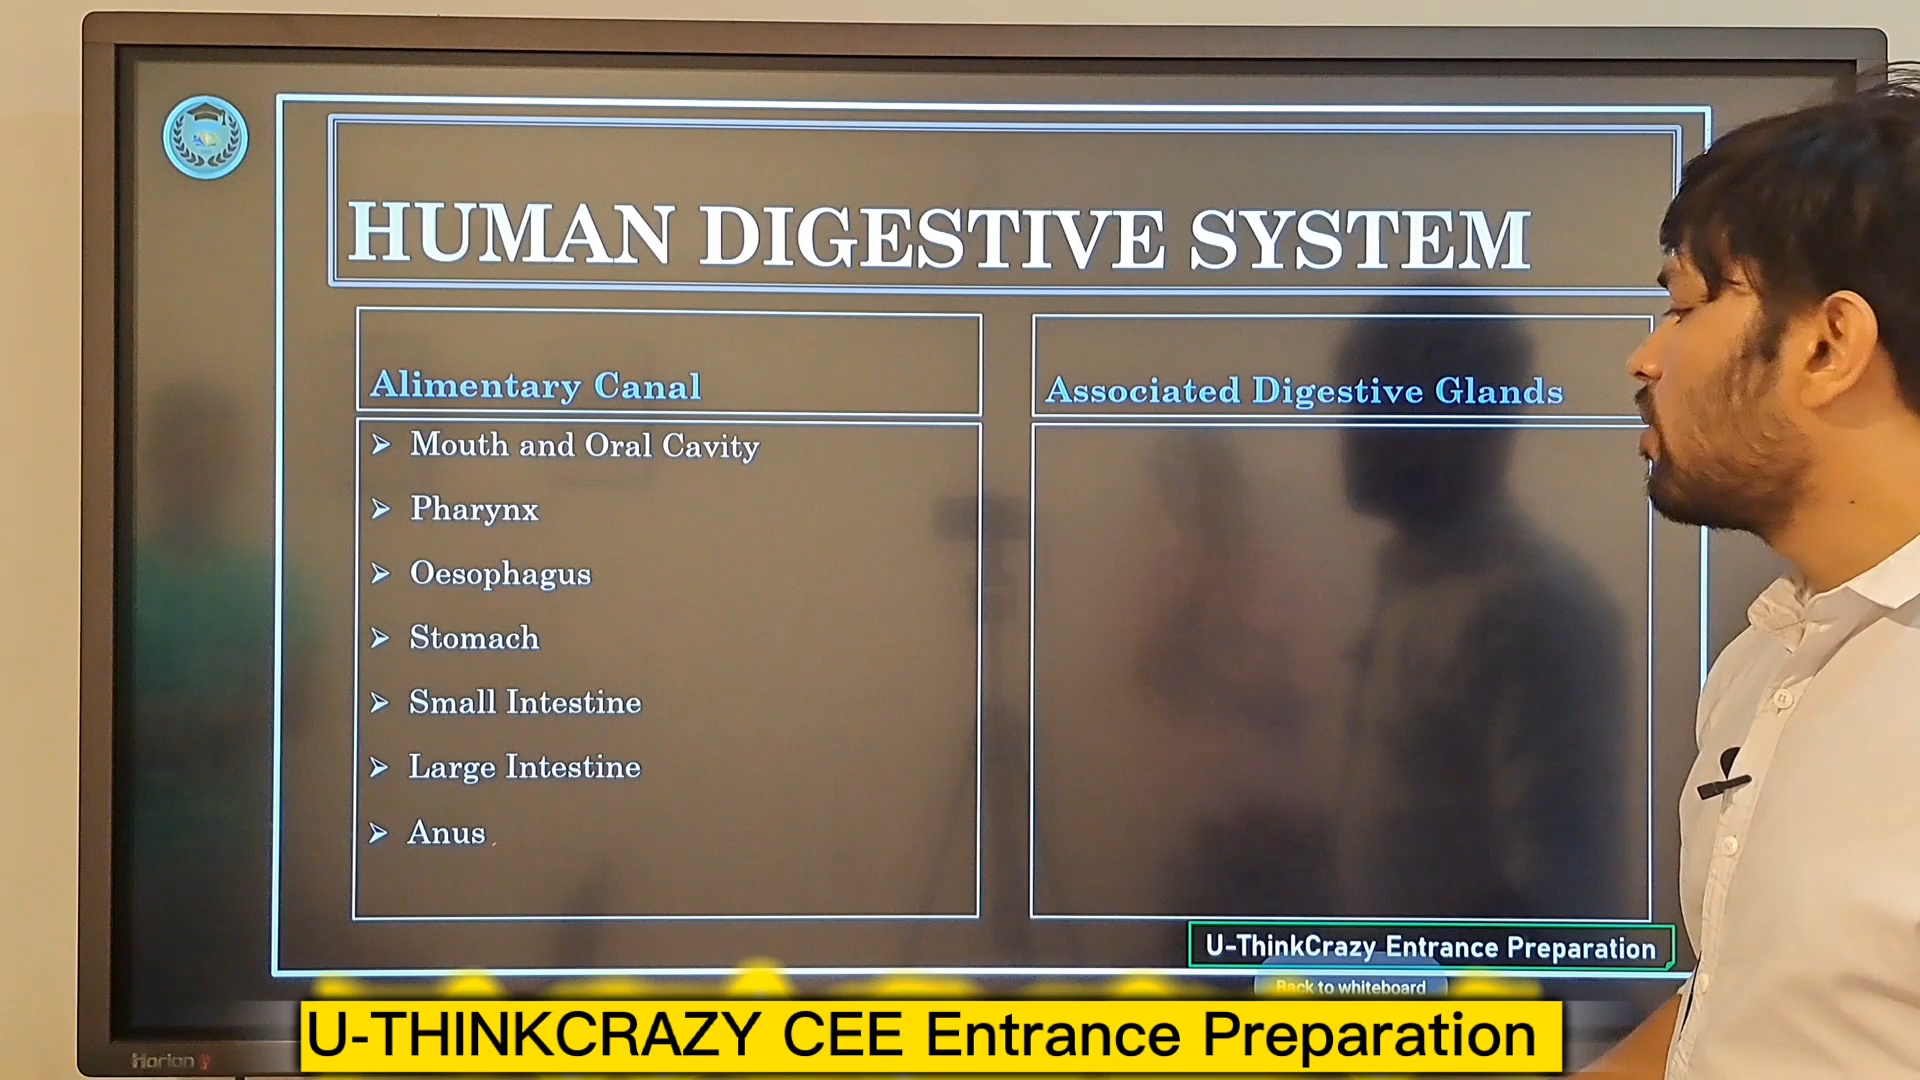 HUMAN DIGESTIVE SYSTEM
Alimentary Canal
Mouth and Oral Cavity
Pharynx
Oesophagus
Stomach
Small Intestine
Large Intestine
Anus
Associated Digestive Glands
U-ThinkCrazy Entrance Preparation
Back to whiteboard
U-THINKCRAZY CEE Entrance Preparation
Horion